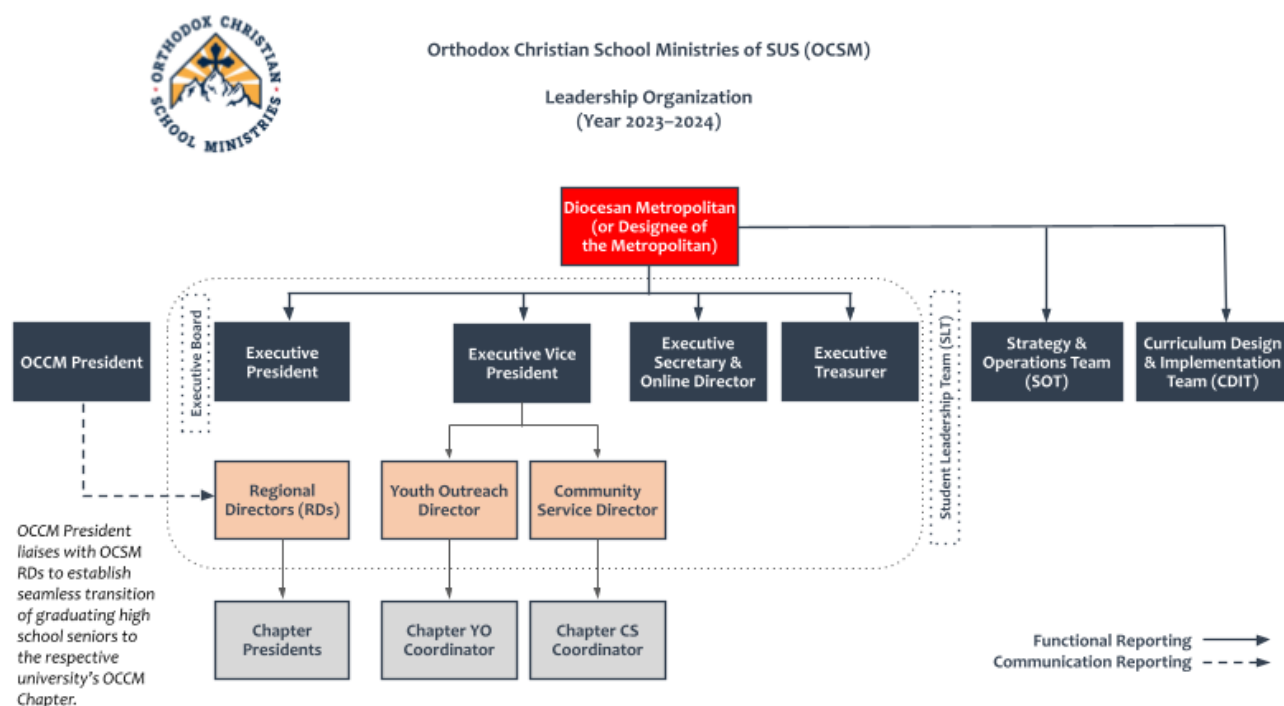 ORTHODOX CHRISTIAN
SCHOOL MINISTRIES
Orthodox Christian School Ministries of SUS (OCSM)
Leadership Organization
(Year 2023–2024)
Diocesan Metropolitan
(or Designee of
the Metropolitan)
Executive Board
Student Leadership Team (SLT)
OCCM President
Executive
President
Executive Vice
President
Executive
Secretary &
Online Director
Executive
Treasurer
Strategy &
Operations Team
(SOT)
Curriculum Design
& Implementation
Team (CDIT)
Regional
Directors (RDs)
Youth Outreach
Director
Community
Service Director
OCCM President
liaises with OCSM
RDs to establish
seamless transition
of graduating high
school seniors to
the respective
university's OCCM
Chapter.
Chapter
Presidents
Chapter YO
Coordinator
Chapter CS
Coordinator
Functional Reporting
Communication Reporting